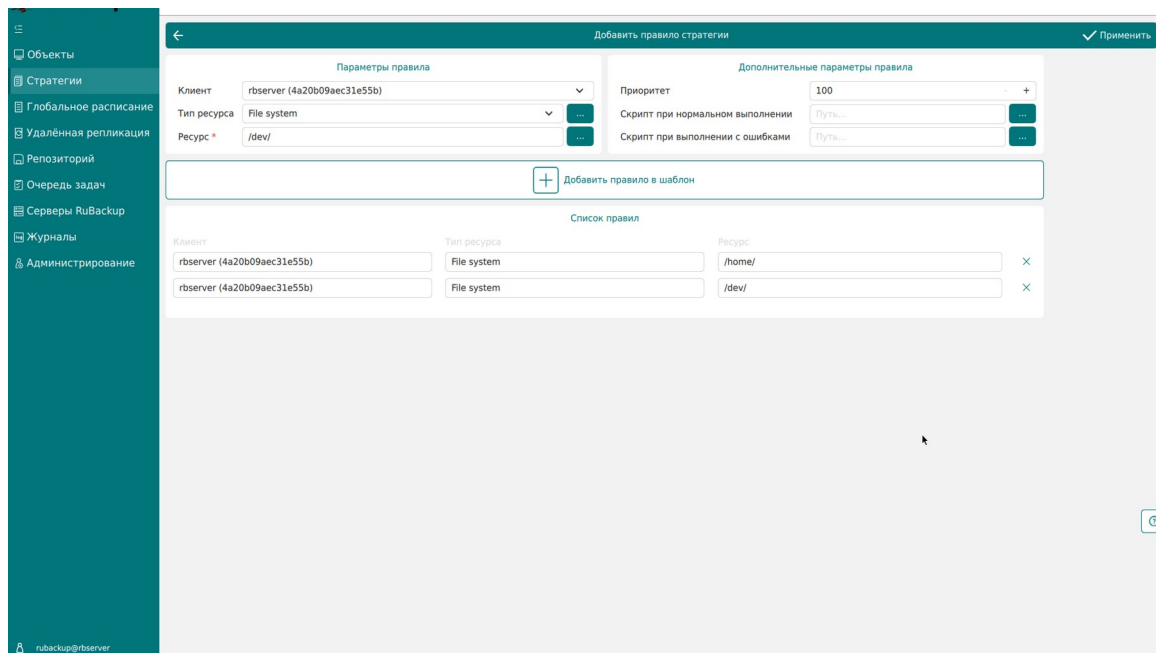 Добавить правило стратегии
Применить
Объекты
Стратегии
Глобальное расписание
Удалённая репликация
Репозиторий
Очередь задач
Серверы RuBackup
Журналы
Администрирование
rubackup@rbserver
Параметры правила
Клиент rbserver (4a20b09aec31e55b)
Тип ресурса File system ...
Ресурс * /dev/ ...
Дополнительные параметры правила
Приоритет 100 - +
Скрипт при нормальном выполнении Путь... ...
Скрипт при выполнении с ошибками Путь... ...
Добавить правило в шаблон
Список правил
Клиент Тип ресурса Ресурс
rbserver (4a20b09aec31e55b) File system /home/
rbserver (4a20b09aec31e55b) File system /dev/